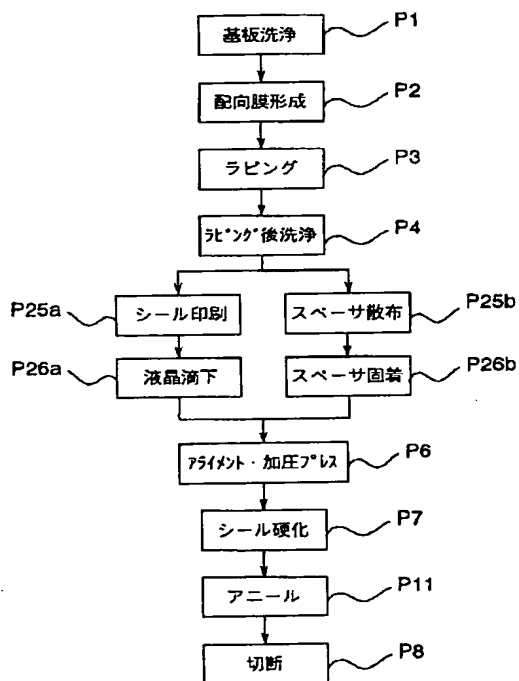 基板洗浄 P1
配向膜形成 P2
ラビング P3
ﾗﾋﾞﾝｸﾞ後洗浄 P4
P25a シール印刷 スペーサ散布 P25b
P26a 液晶滴下 スペーサ固着 P26b
ｱﾗｲﾒﾝﾄ・加圧ﾌﾟﾚｽ P6
シール硬化 P7
アニール P11
切断 P8